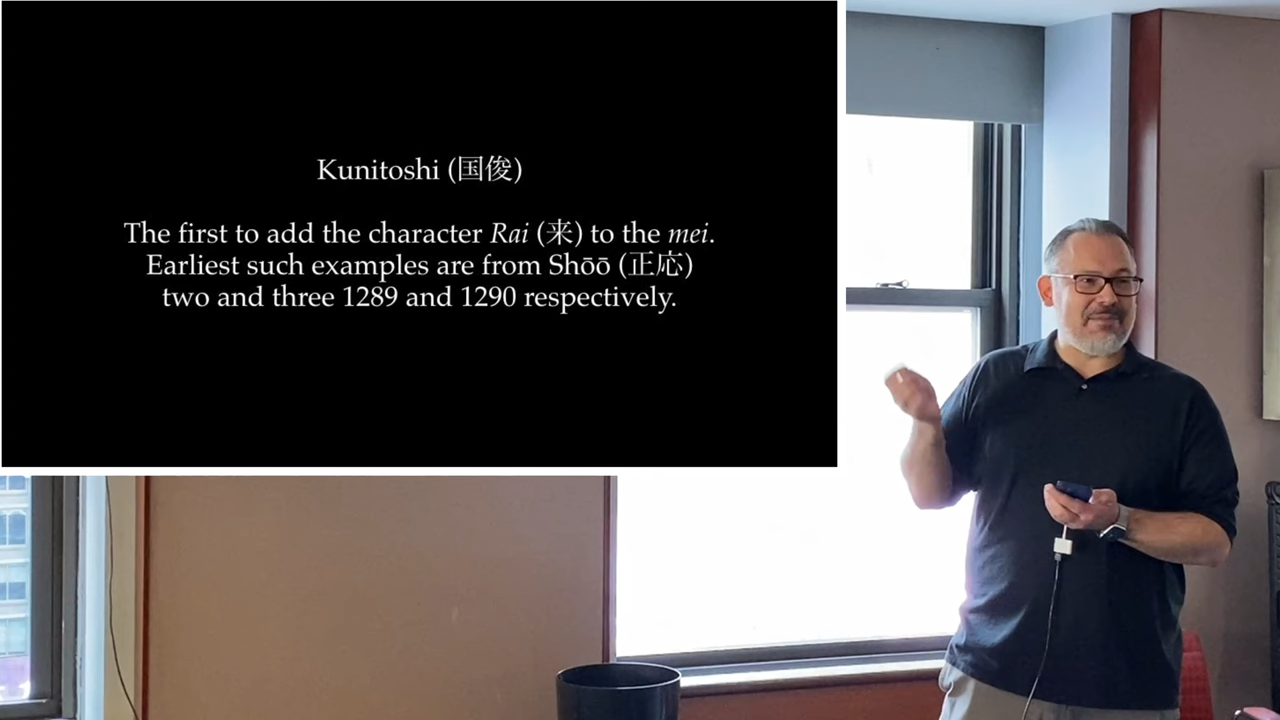 Kunitoshi (国俊)
The first to add the character Rai (来) to the mei.
Earliest such examples are from Shōō (正応)
two and three 1289 and 1290 respectively.